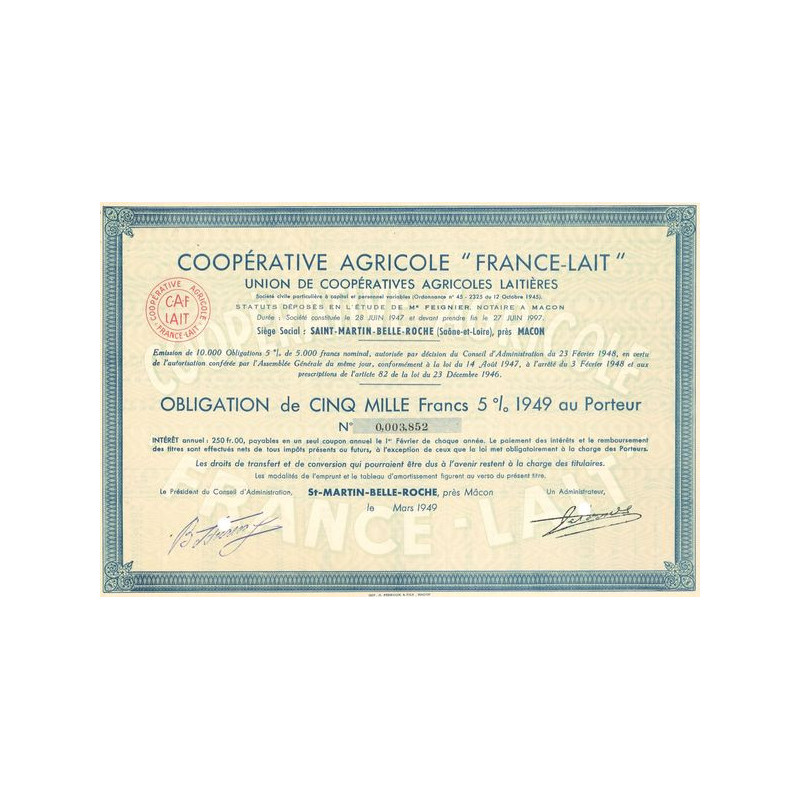 COOPÉRATIVE AGRICOLE "FRANCE-LAIT"
UNION DE COOPÉRATIVES AGRICOLES LAITIÈRES
Société civile particulière à capital et personnel variables (Ordonnance n° 45 - 2325 du 12 Octobre 1945).
STATUTS DÉPOSÉS EN L'ÉTUDE DE Me FEIGNIER, NOTAIRE A MACON
Durée : Société constituée le 28 JUIN 1947 et devant prendre fin le 27 JUIN 1997.
Siège Social : SAINT-MARTIN-BELLE-ROCHE (Saône-et-Loire), près MACON
COOPÉRATIVE AGRICOLE
CAF
LAIT
"FRANCE-LAIT"
Emission de 10.000 Obligations 5 % de 5.000 francs nominal, autorisée par décision du Conseil d'Administration du 23 Février 1948, en vertu
de l'autorisation conférée par l'Assemblée Générale du même jour, conformément à la loi du 14 Août 1947, à l'arrêté du 3 Février 1948 et aux
prescriptions de l'article 82 de la loi du 23 Décembre 1946.
OBLIGATION de CINQ MILLE Francs 5 % 1949 au Porteur
N° 0,003,852
INTÉRÊT annuel : 250 fr. 00, payables en un seul coupon annuel le 1er Février de chaque année. Le paiement des intérêts et le remboursement
des titres sont effectués nets de tous impôts présents ou futurs, à l'exception de ceux que la loi met obligatoirement à la charge des Porteurs.
Les droits de transfert et de conversion qui pourraient être dus à l'avenir restent à la charge des titulaires.
Les modalités de l'emprunt et le tableau d'amortissement figurent au verso du présent titre.
Le Président du Conseil d'Administration,
St-MARTIN-BELLE-ROCHE, près Mâcon
Un Administrateur,
le Mars 1949
COOPÉRATIVE AGRICOLE
FRANCE-LAIT